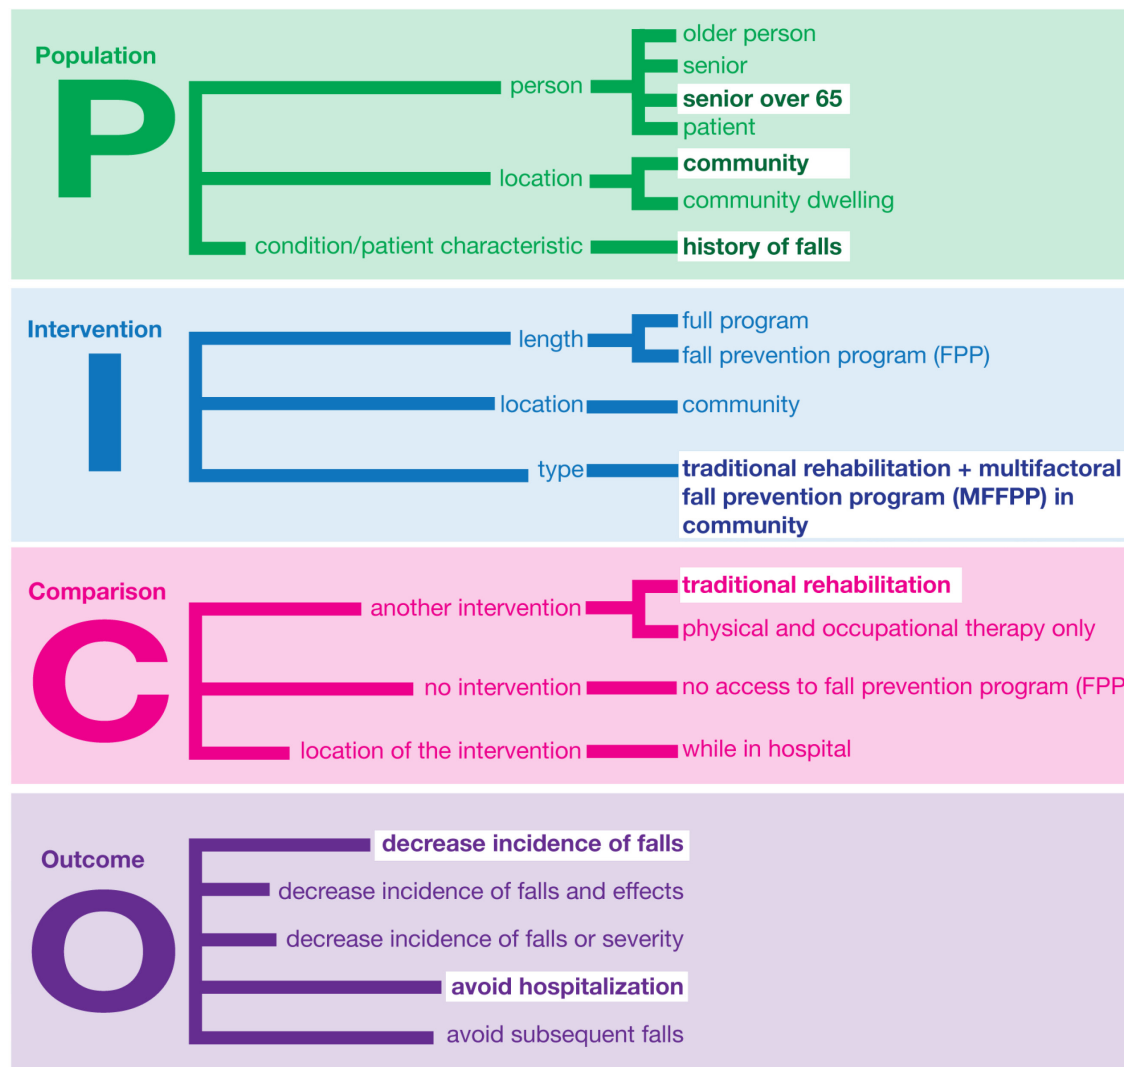 Population
P
person
older person
senior
senior over 65
patient
location
community
community dwelling
condition/patient characteristic
history of falls
Intervention
I
length
full program
fall prevention program (FPP)
location
community
type
traditional rehabilitation + multifactoral
fall prevention program (MFFPP) in
community
Comparison
C
another intervention
traditional rehabilitation
physical and occupational therapy only
no intervention
no access to fall prevention program (FPP
location of the intervention
while in hospital
Outcome
O
decrease incidence of falls
decrease incidence of falls and effects
decrease incidence of falls or severity
avoid hospitalization
avoid subsequent falls